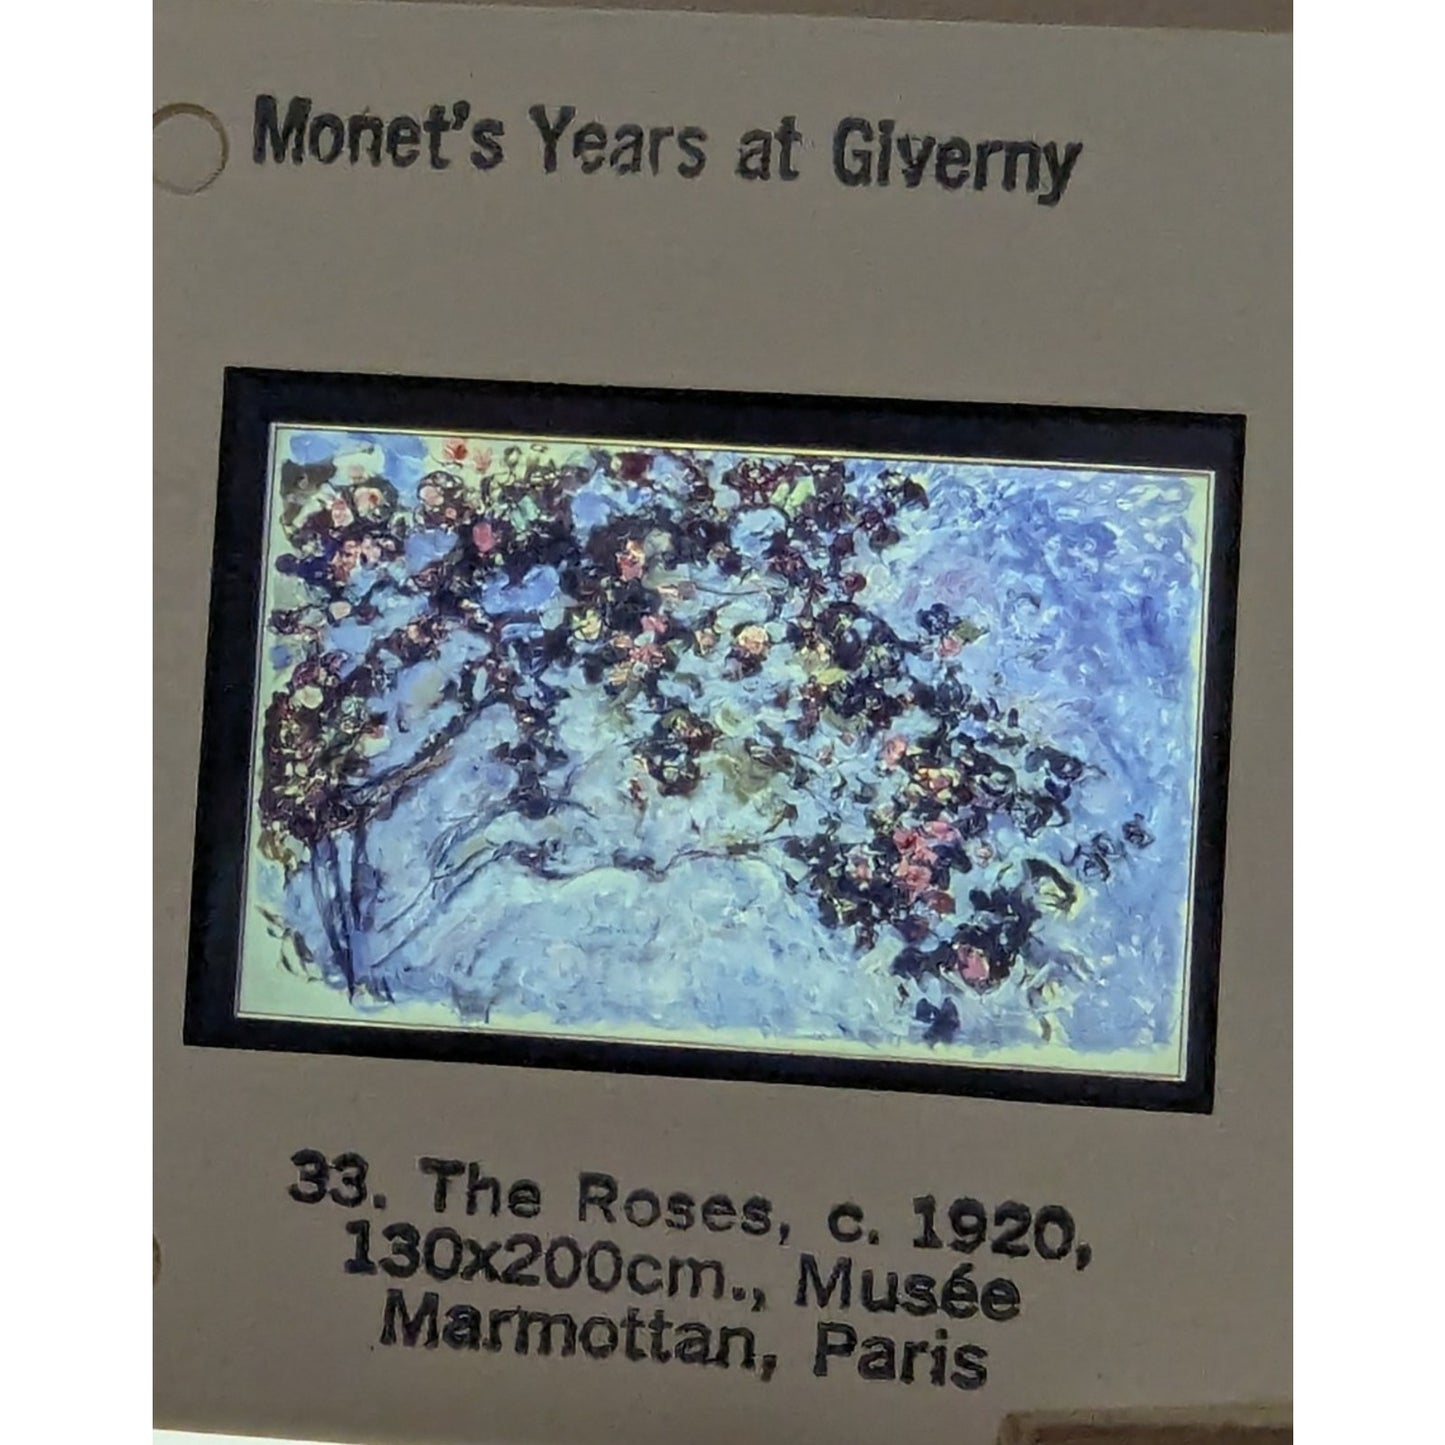 Monet's Years at Giverny
33. The Roses, c. 1920,
130x200cm., Musée
Marmottan, Paris